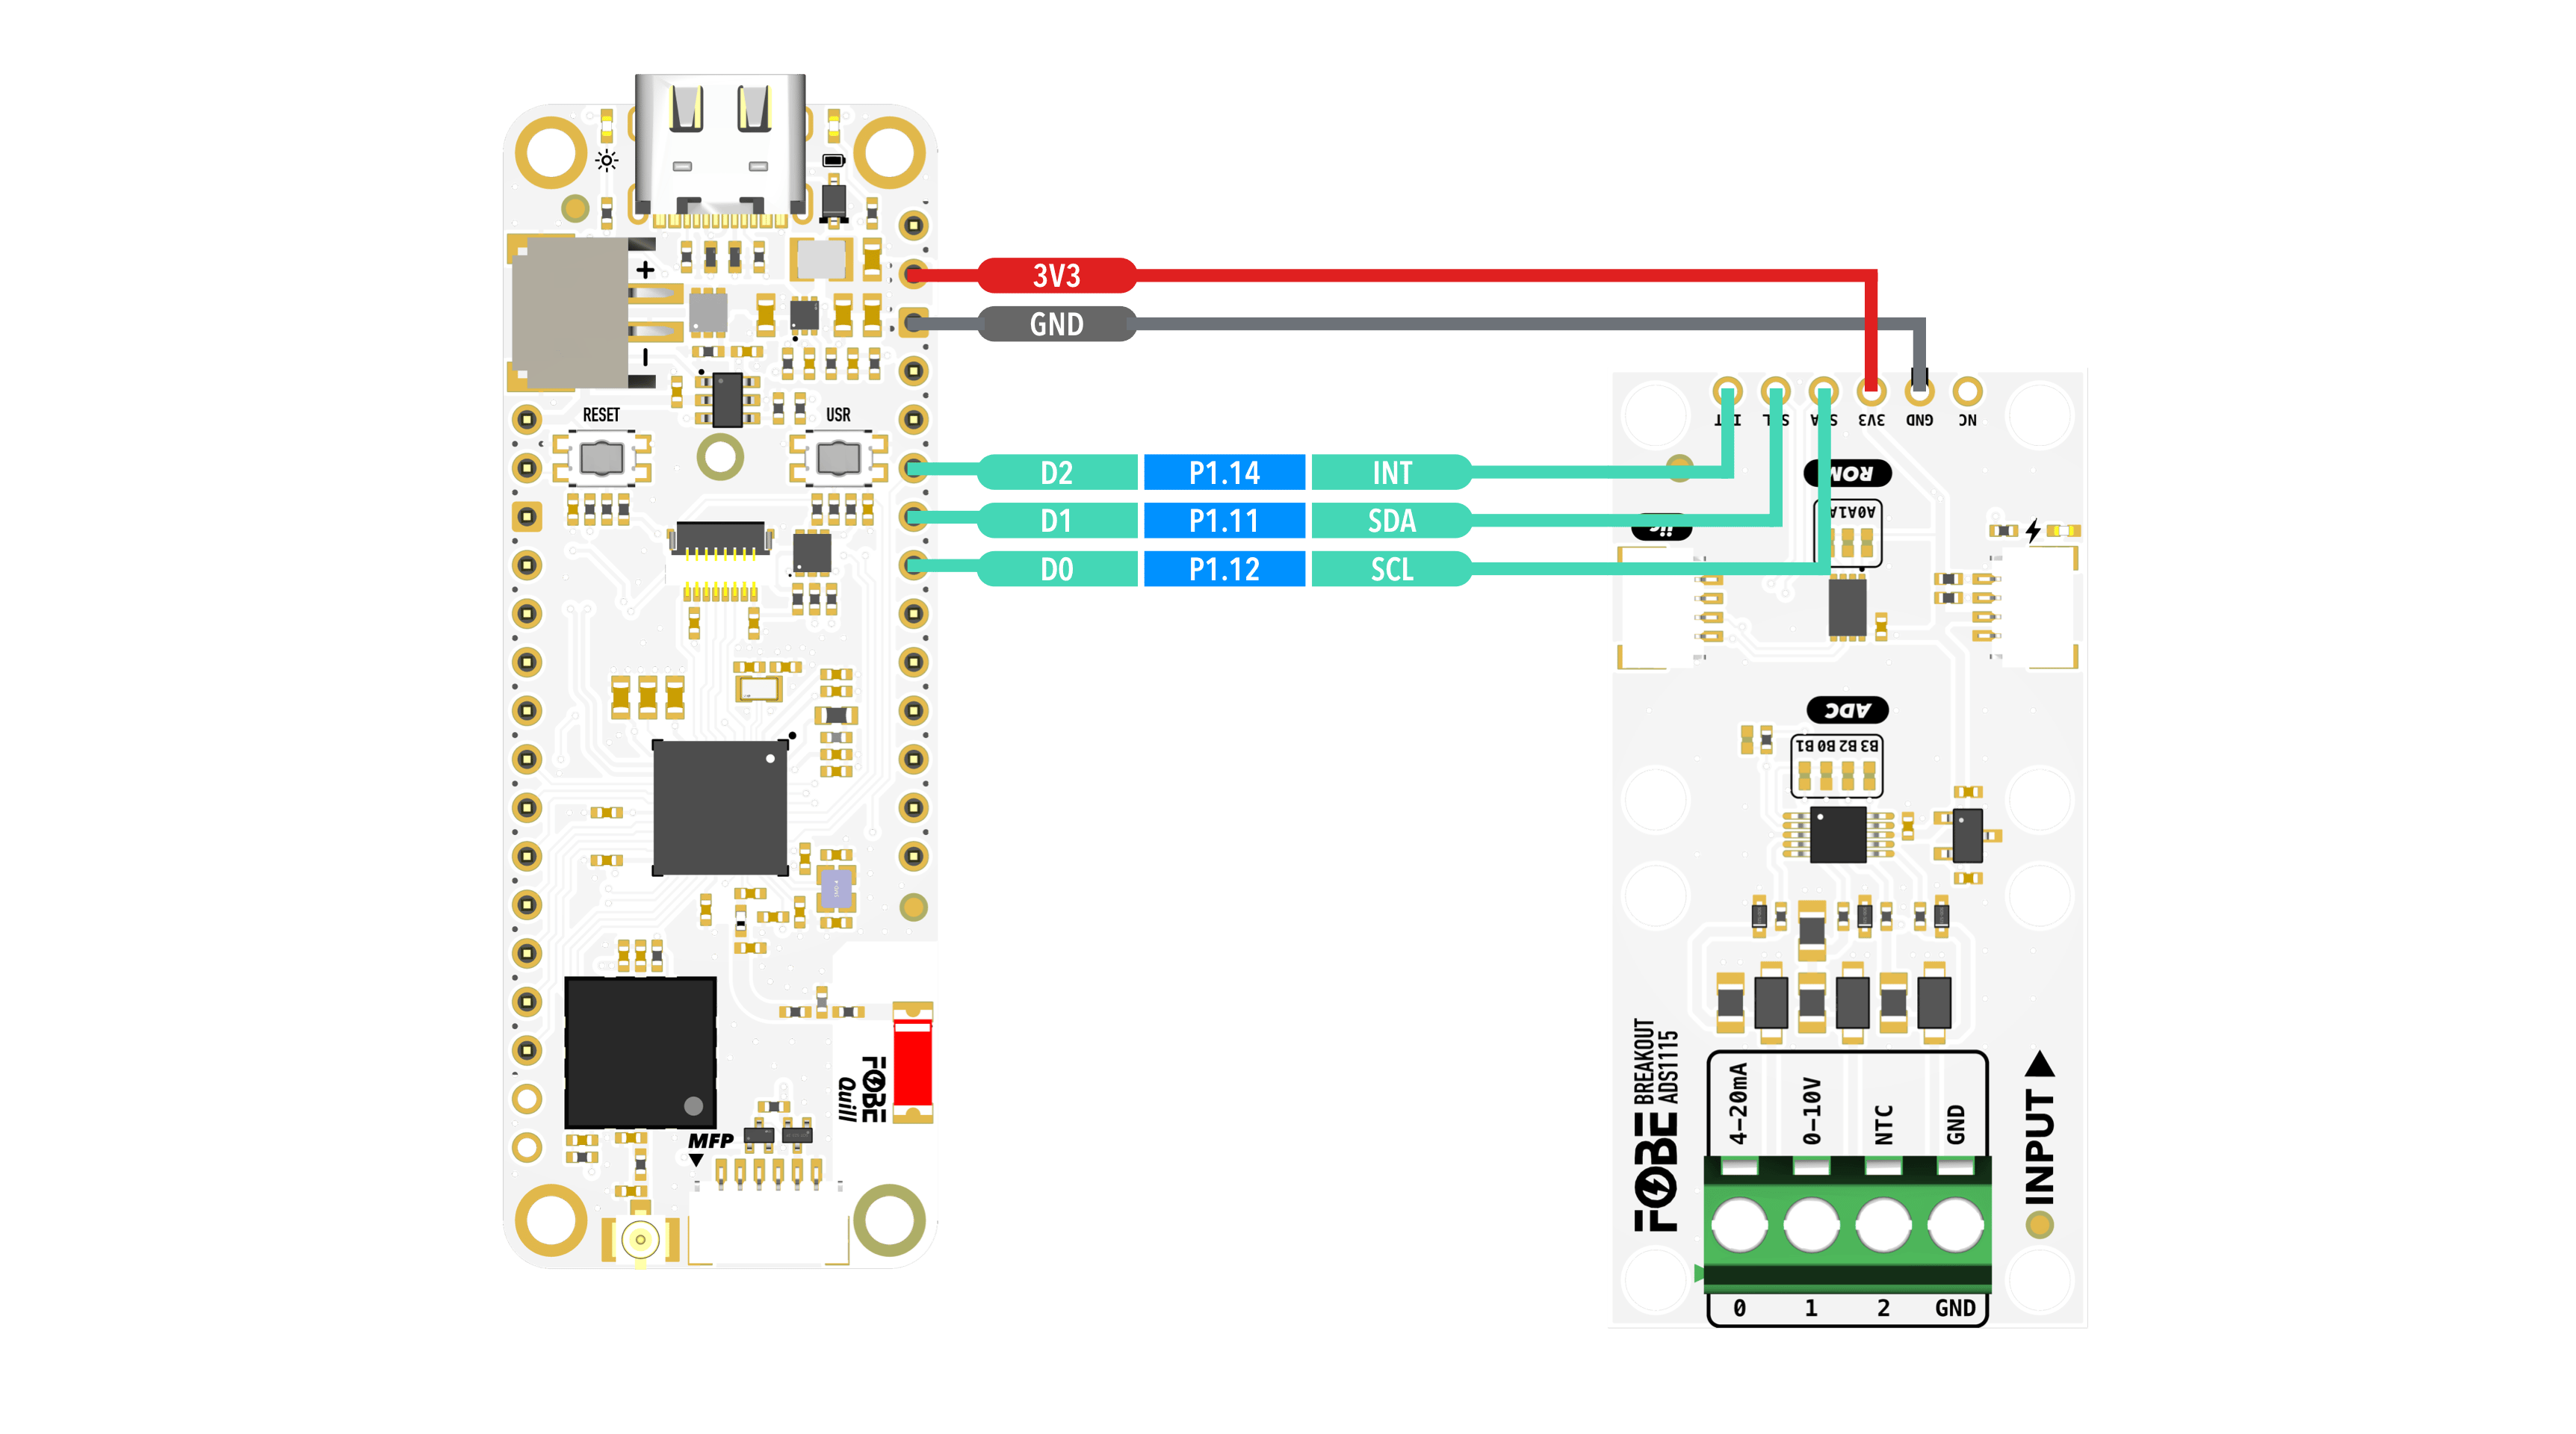 3V3
GND
RESET
USR
D2 P1.14 INT
D1 P1.11 SDA
D0 P1.12 SCL
+
-
3V3
GND
NC
ROM
A0A1A
iic
ADC
B3 B2 B0 B1
MFP
FOBE
Quill
FOBE
BREAKOUT
ADS1115
4-20mA
0-10V
NTC
GND
INPUT
0 1 2 GND